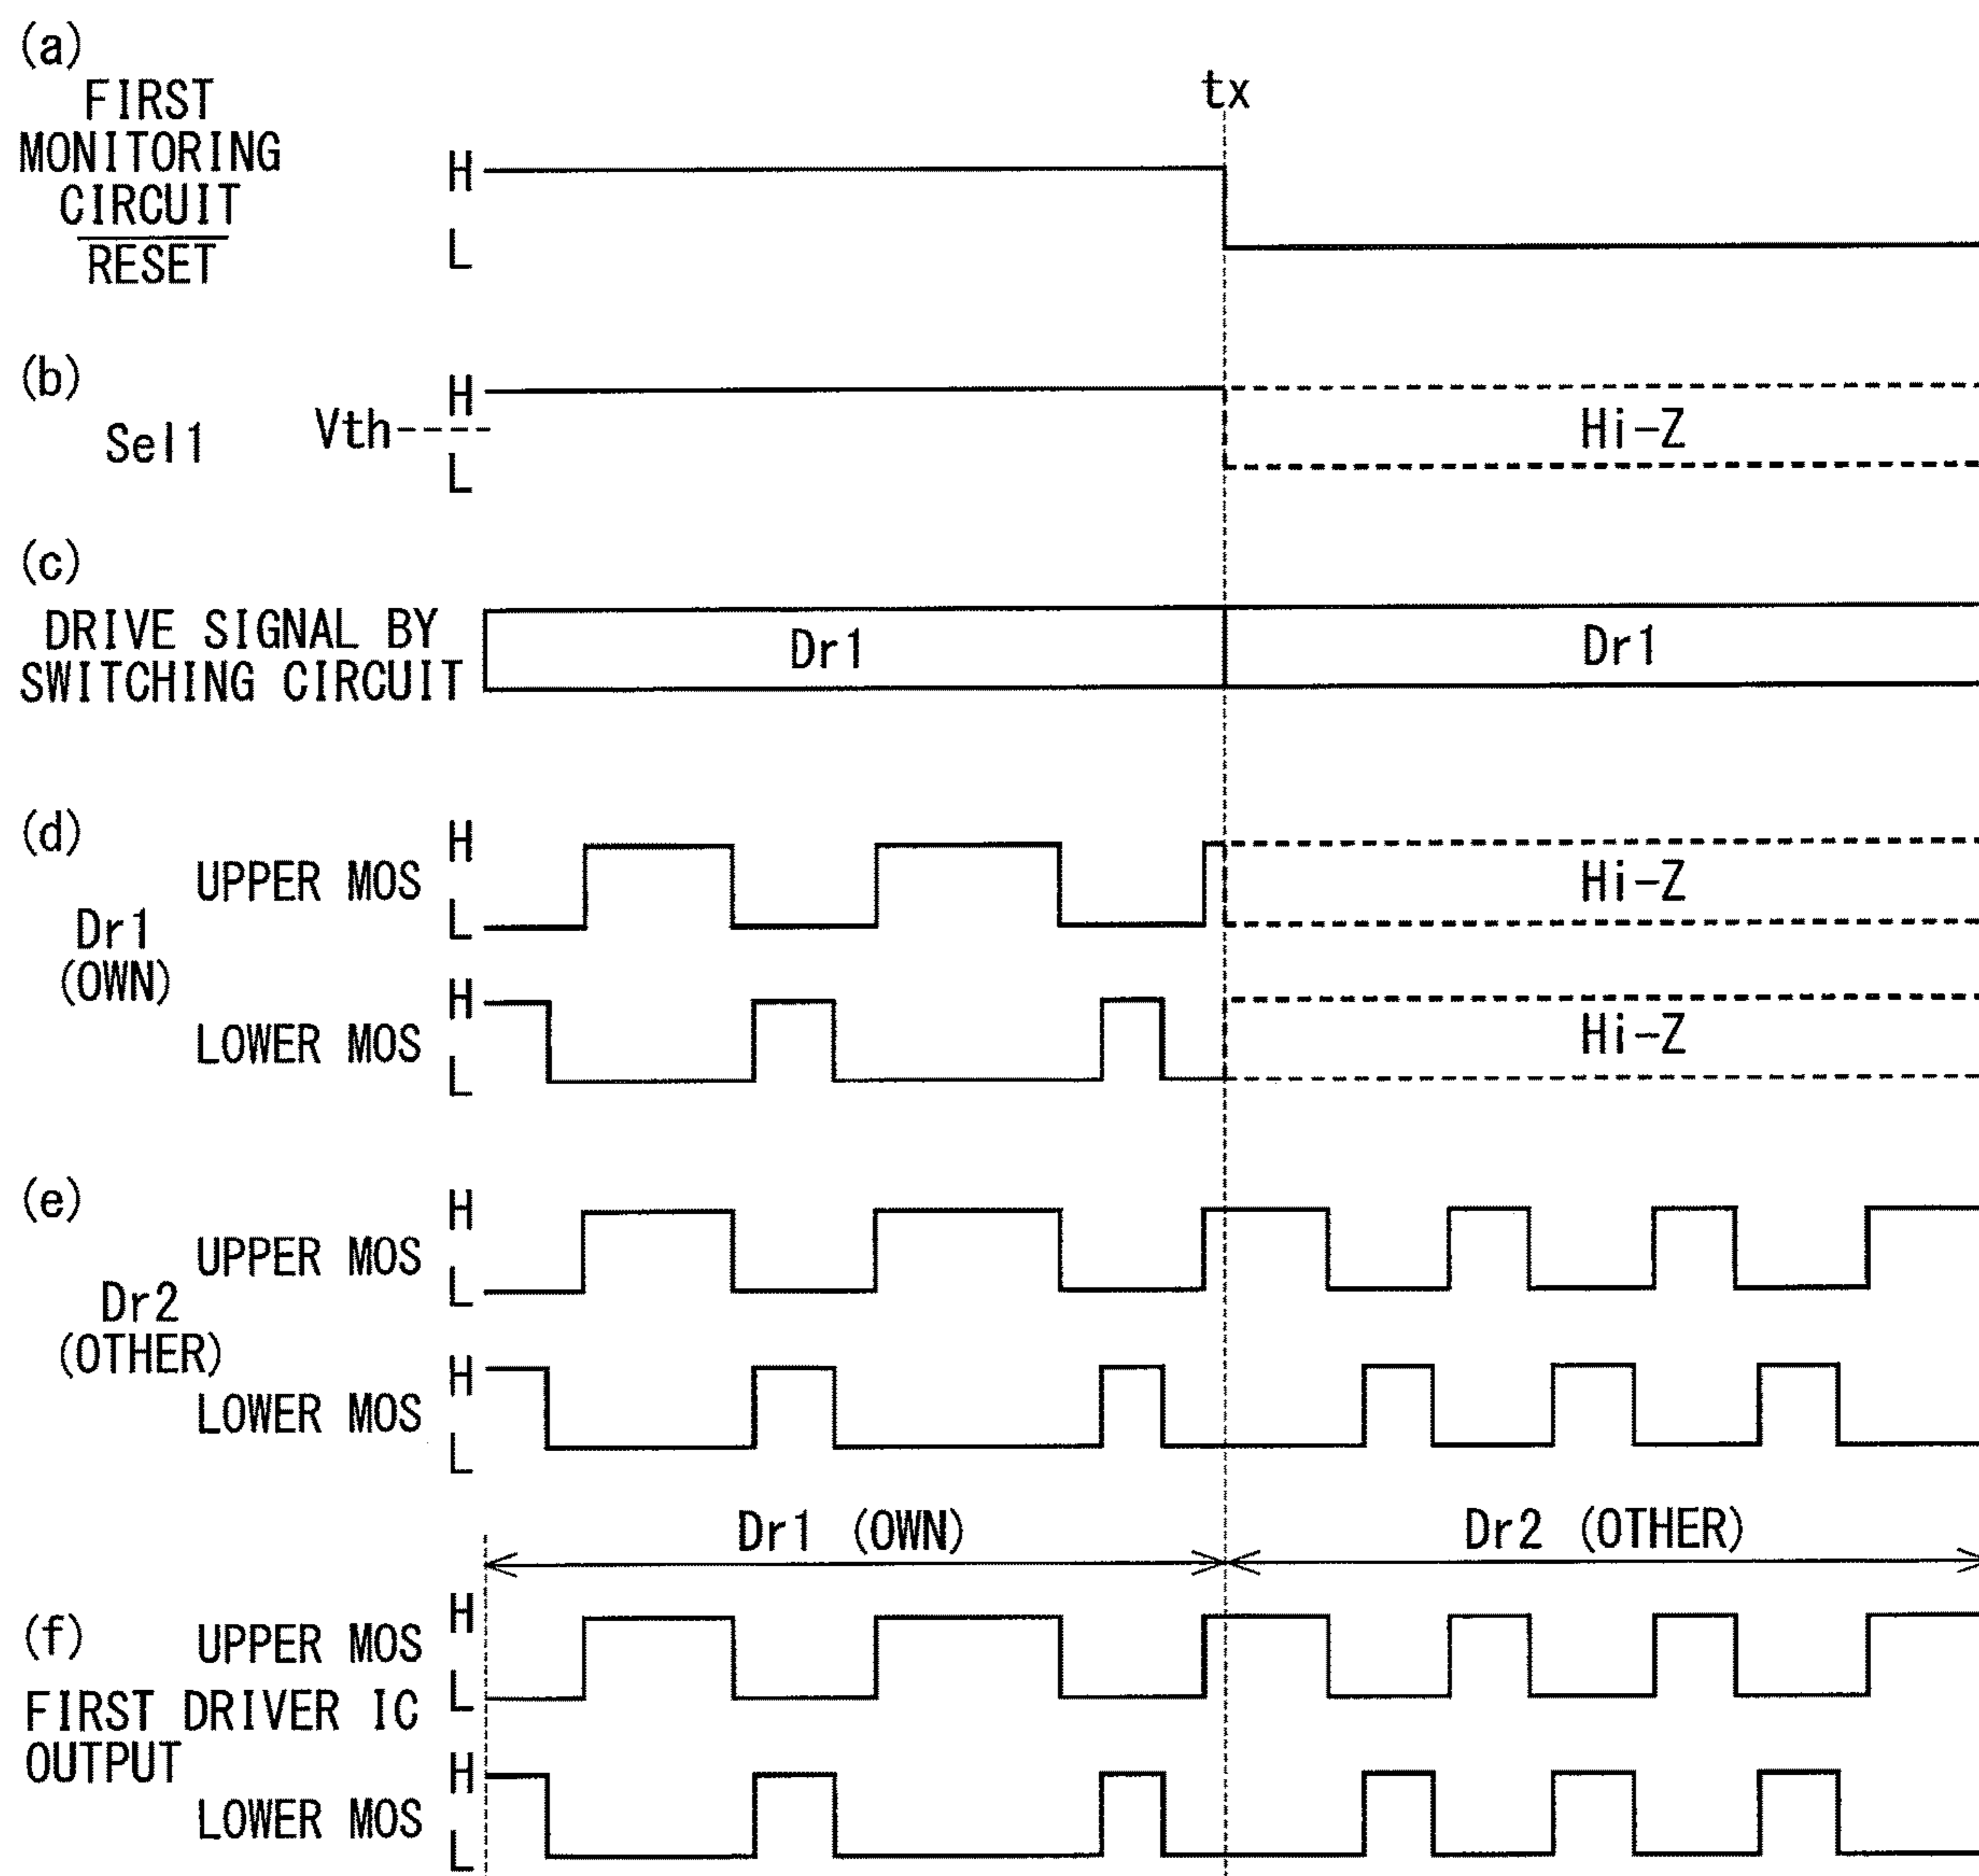 (a)
FIRST
MONITORING
CIRCUIT
RESET
tx
H
L
(b)
Sel1
Vth
H
L
Hi-Z
(c)
DRIVE SIGNAL BY
SWITCHING CIRCUIT
Dr1
Dr1
(d)
Dr1
(OWN)
UPPER MOS
H
L
Hi-Z
LOWER MOS
H
L
Hi-Z
(e)
Dr2
(OTHER)
UPPER MOS
H
L
LOWER MOS
H
L
Dr1 (OWN)
Dr2 (OTHER)
(f)
FIRST DRIVER IC
OUTPUT
UPPER MOS
H
L
LOWER MOS
H
L